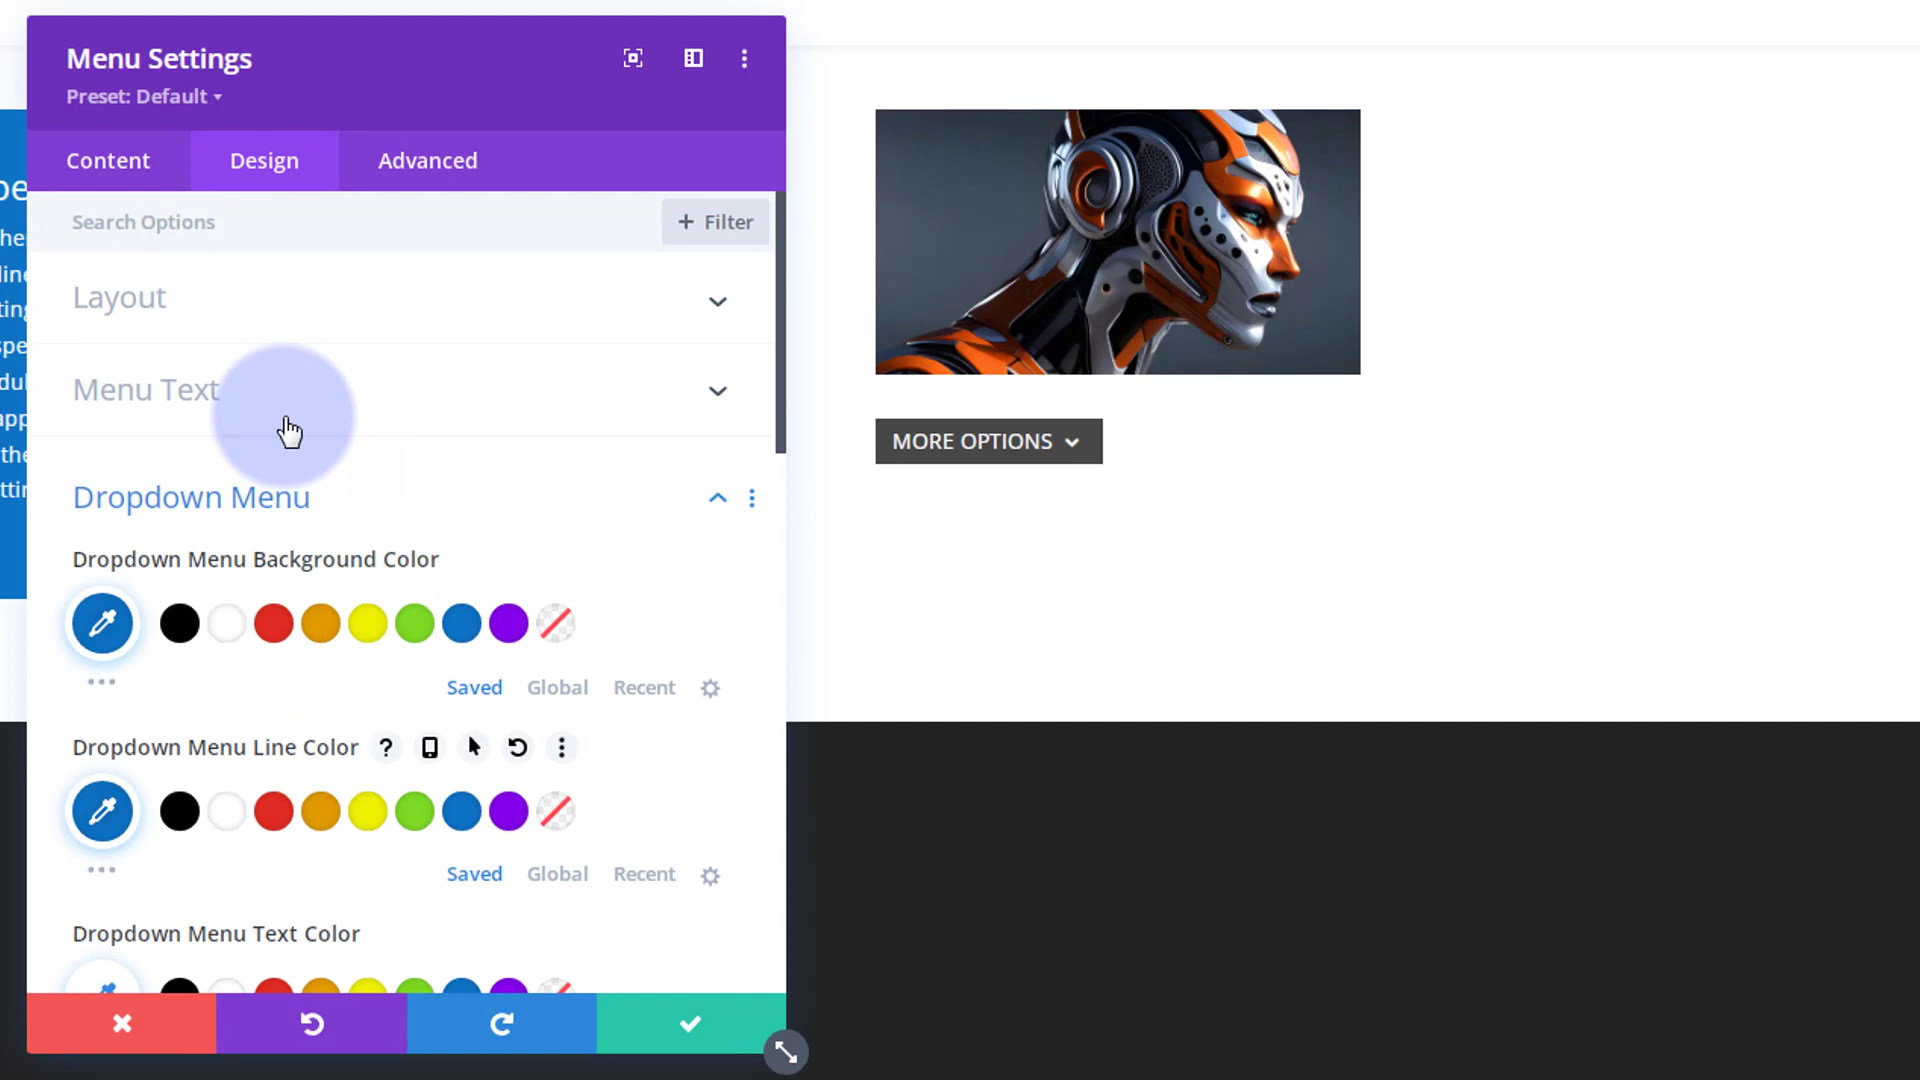 Menu Settings
Preset: Default
Content Design Advanced
Search Options
+ Filter
Layout
Menu Text
Dropdown Menu
Dropdown Menu Background Color
Saved Global Recent
Dropdown Menu Line Color ?
Saved Global Recent
Dropdown Menu Text Color
MORE OPTIONS